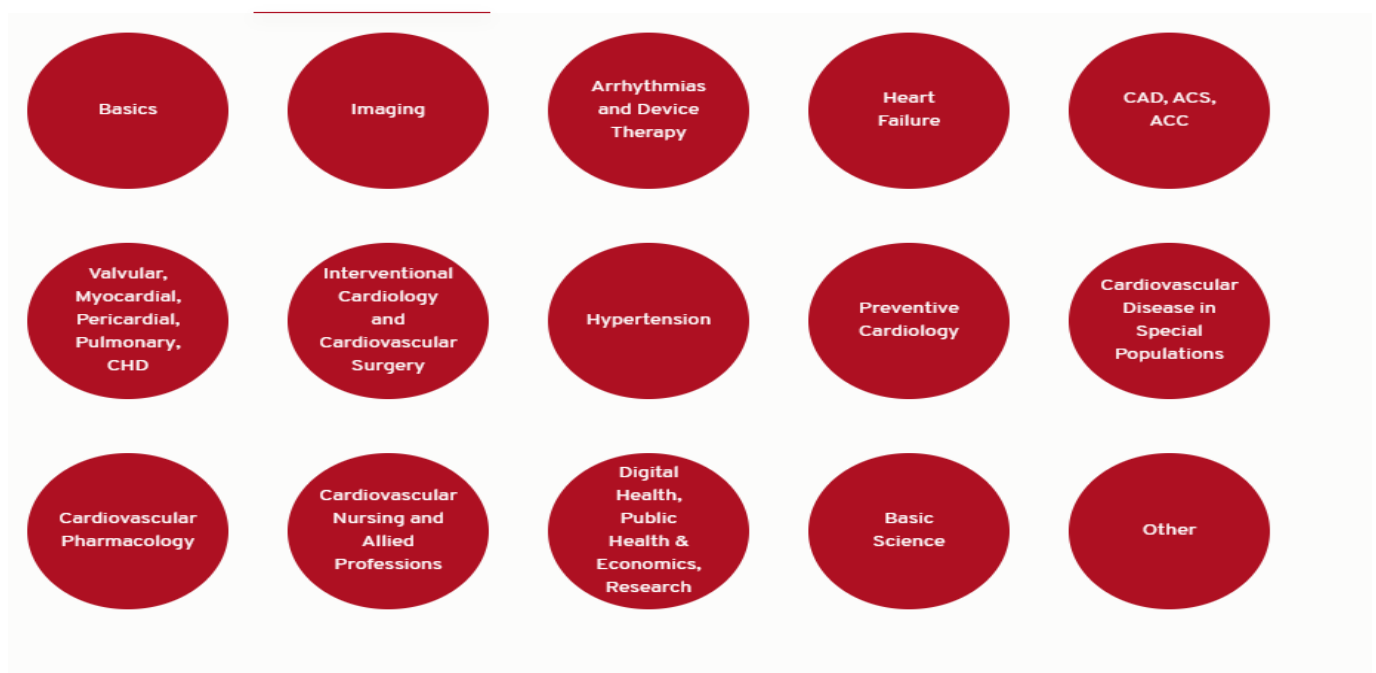 Basics
Imaging
Arrhythmias
and Device
Therapy
Heart
Failure
CAD, ACS,
ACC
Valvular,
Myocardial,
Pericardial,
Pulmonary,
CHD
Interventional
Cardiology
and
Cardiovascular
Surgery
Hypertension
Preventive
Cardiology
Cardiovascular
Disease in
Special
Populations
Cardiovascular
Pharmacology
Cardiovascular
Nursing and
Allied
Professions
Digital
Health,
Public
Health &
Economics,
Research
Basic
Science
Other